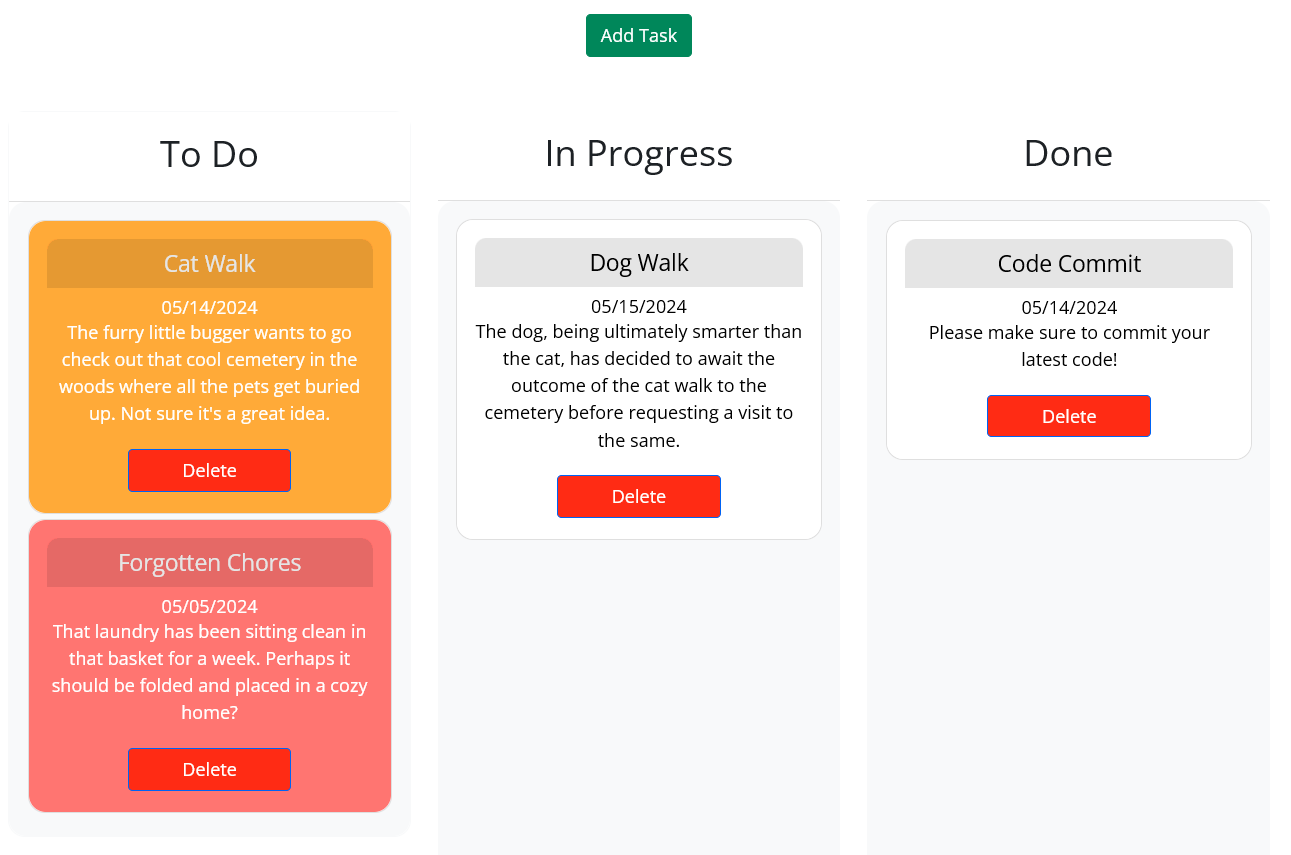 Add Task
To Do
Cat Walk
05/14/2024
The furry little bugger wants to go
check out that cool cemetery in the
woods where all the pets get buried
up. Not sure it's a great idea.
Delete
Forgotten Chores
05/05/2024
That laundry has been sitting clean in
that basket for a week. Perhaps it
should be folded and placed in a cozy
home?
Delete
In Progress
Dog Walk
05/15/2024
The dog, being ultimately smarter than
the cat, has decided to await the
outcome of the cat walk to the
cemetery before requesting a visit to
the same.
Delete
Done
Code Commit
05/14/2024
Please make sure to commit your
latest code!
Delete